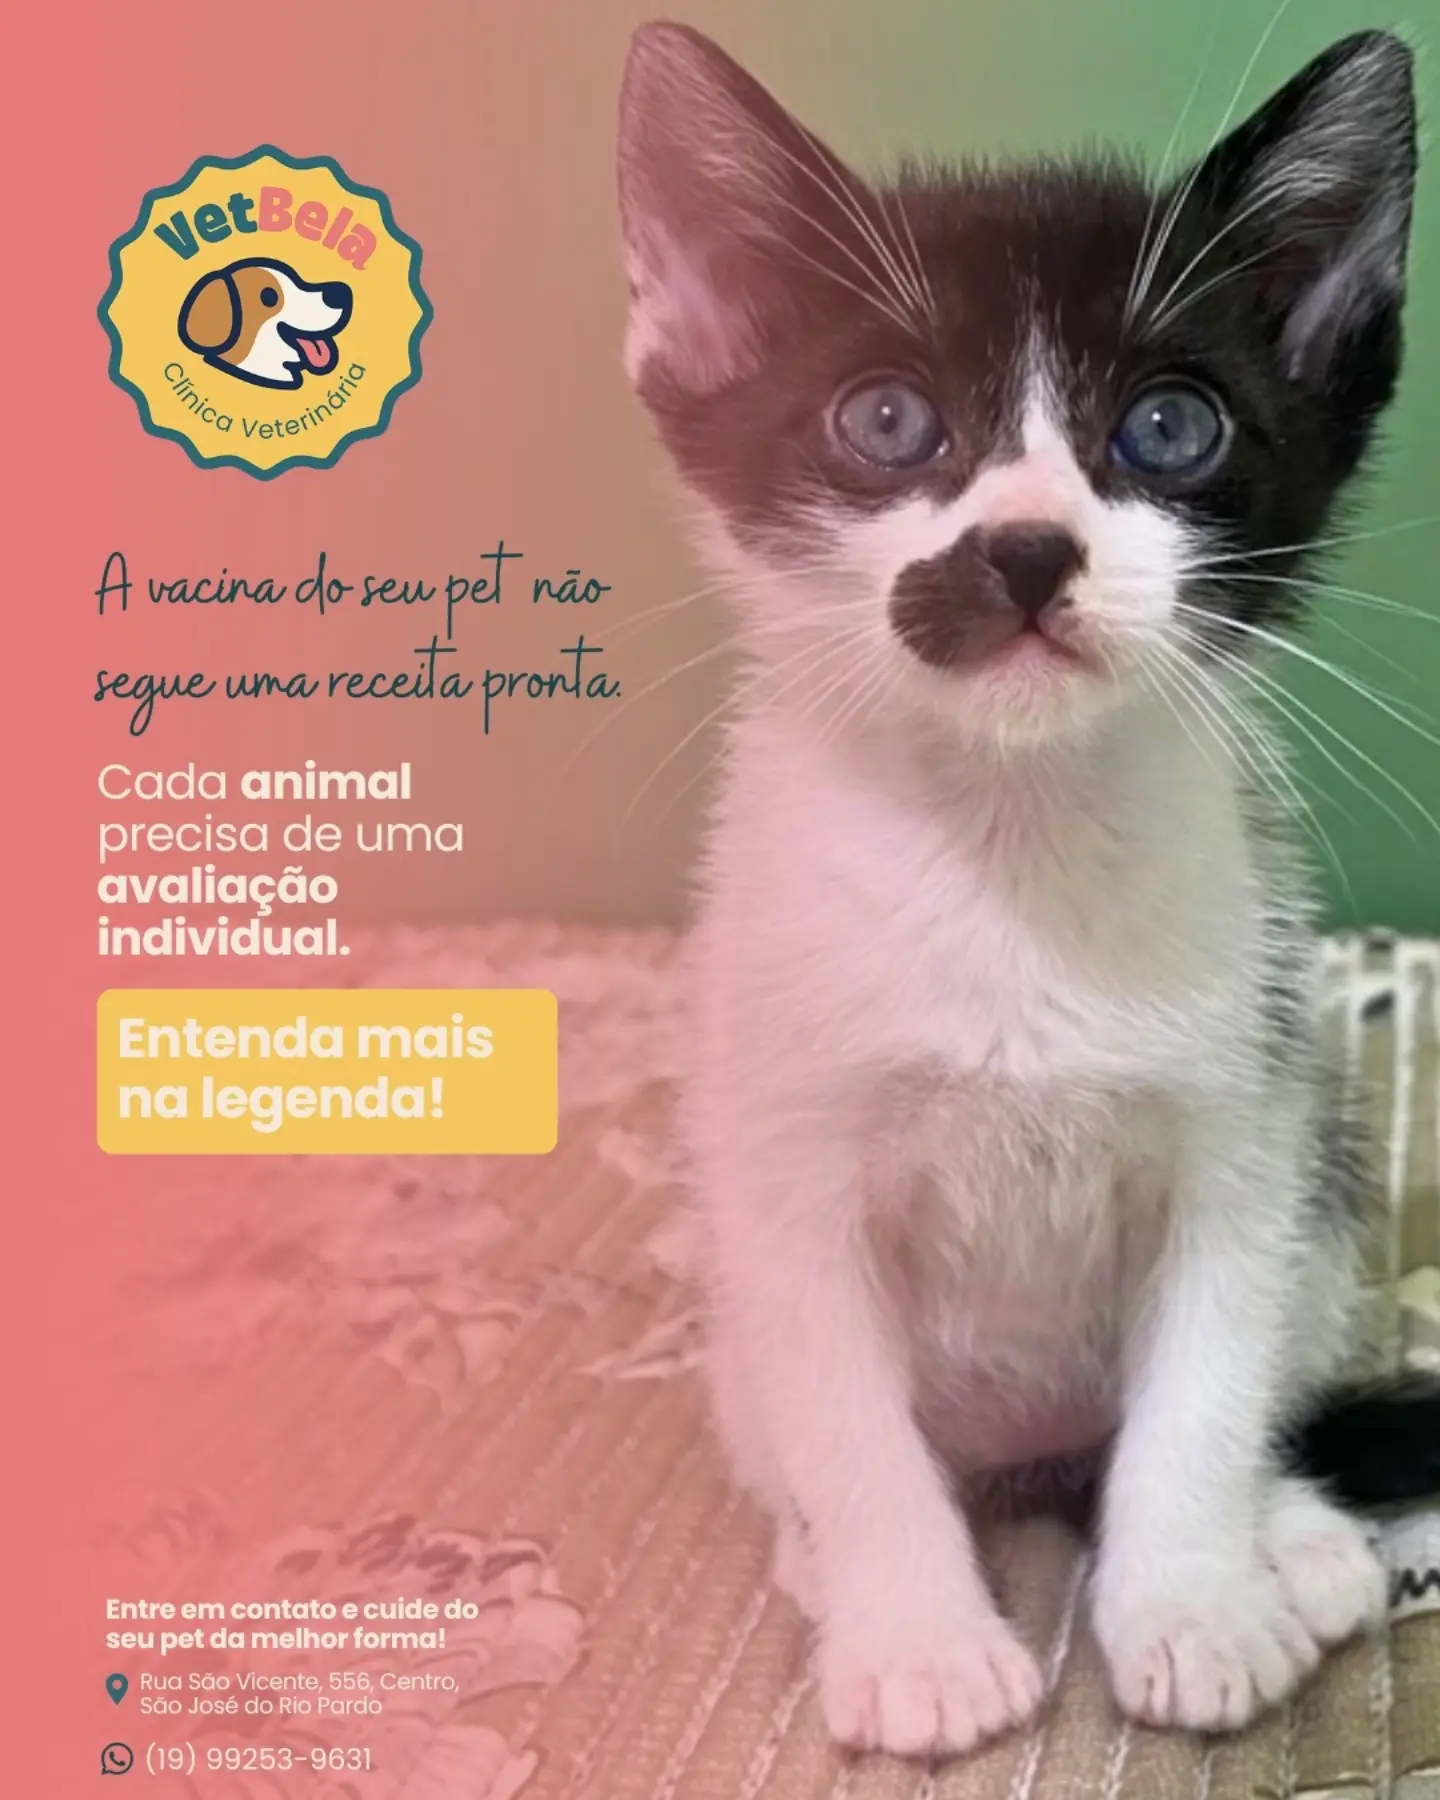 VetBela
Clínica Veterinária
A vacina do seu pet não
segue uma receita pronta.
Cada animal
precisa de uma
avaliação
individual.
Entenda mais
na legenda!
Entre em contato e cuide do
seu pet da melhor forma!
Rua São Vicente, 556, Centro,
São José do Rio Pardo
(19) 99253-9631